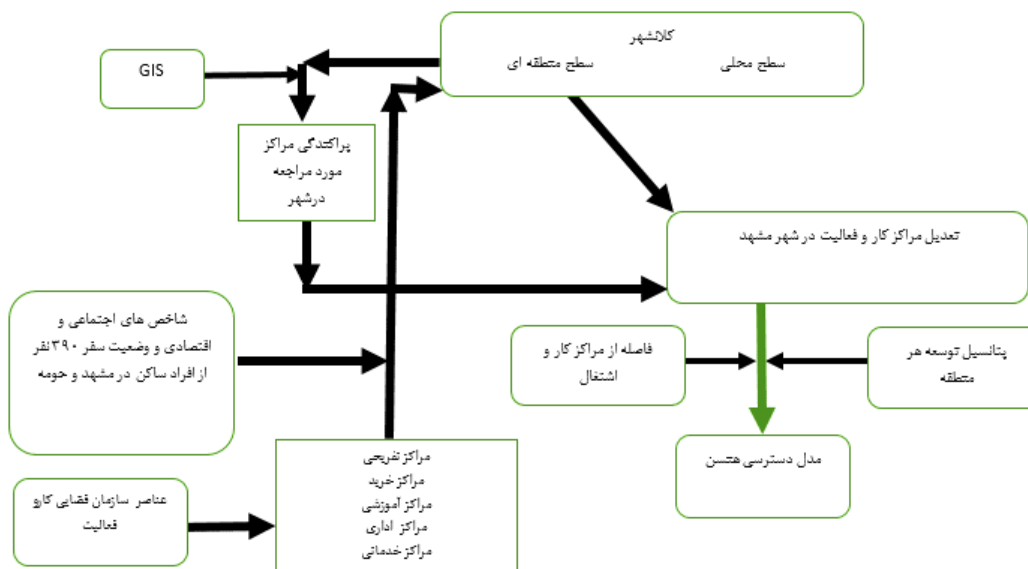 کلانشهر
سطح محلی سطح منطقه ای
GIS
پراکندگی مراکز
مورد مراجعه
درشهر
تعدیل مراکز کار و فعالیت در شهر مشهد
شاخص های اجتماعی و
اقتصادی و وضعیت سفر ۳۹۰نفر
از افراد ساکن در مشهد و حومه
فاصله از مراکز کار و
اشتغال
پتانسیل توسعه هر
منطقه
مدل دسترسی هنسن
مراکز تفریحی
مراکز خرید
مراکز آموزشی
مراکز اداری
مراکز خدماتی
عناصر سازمان فضایی کارو
فعالیت